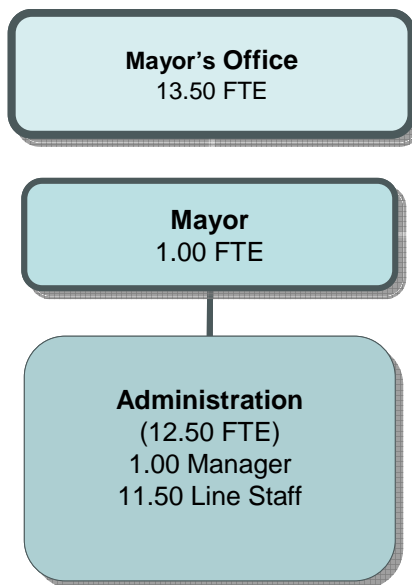 Mayor's Office
13.50 FTE
Mayor
1.00 FTE
Administration
(12.50 FTE)
1.00 Manager
11.50 Line Staff